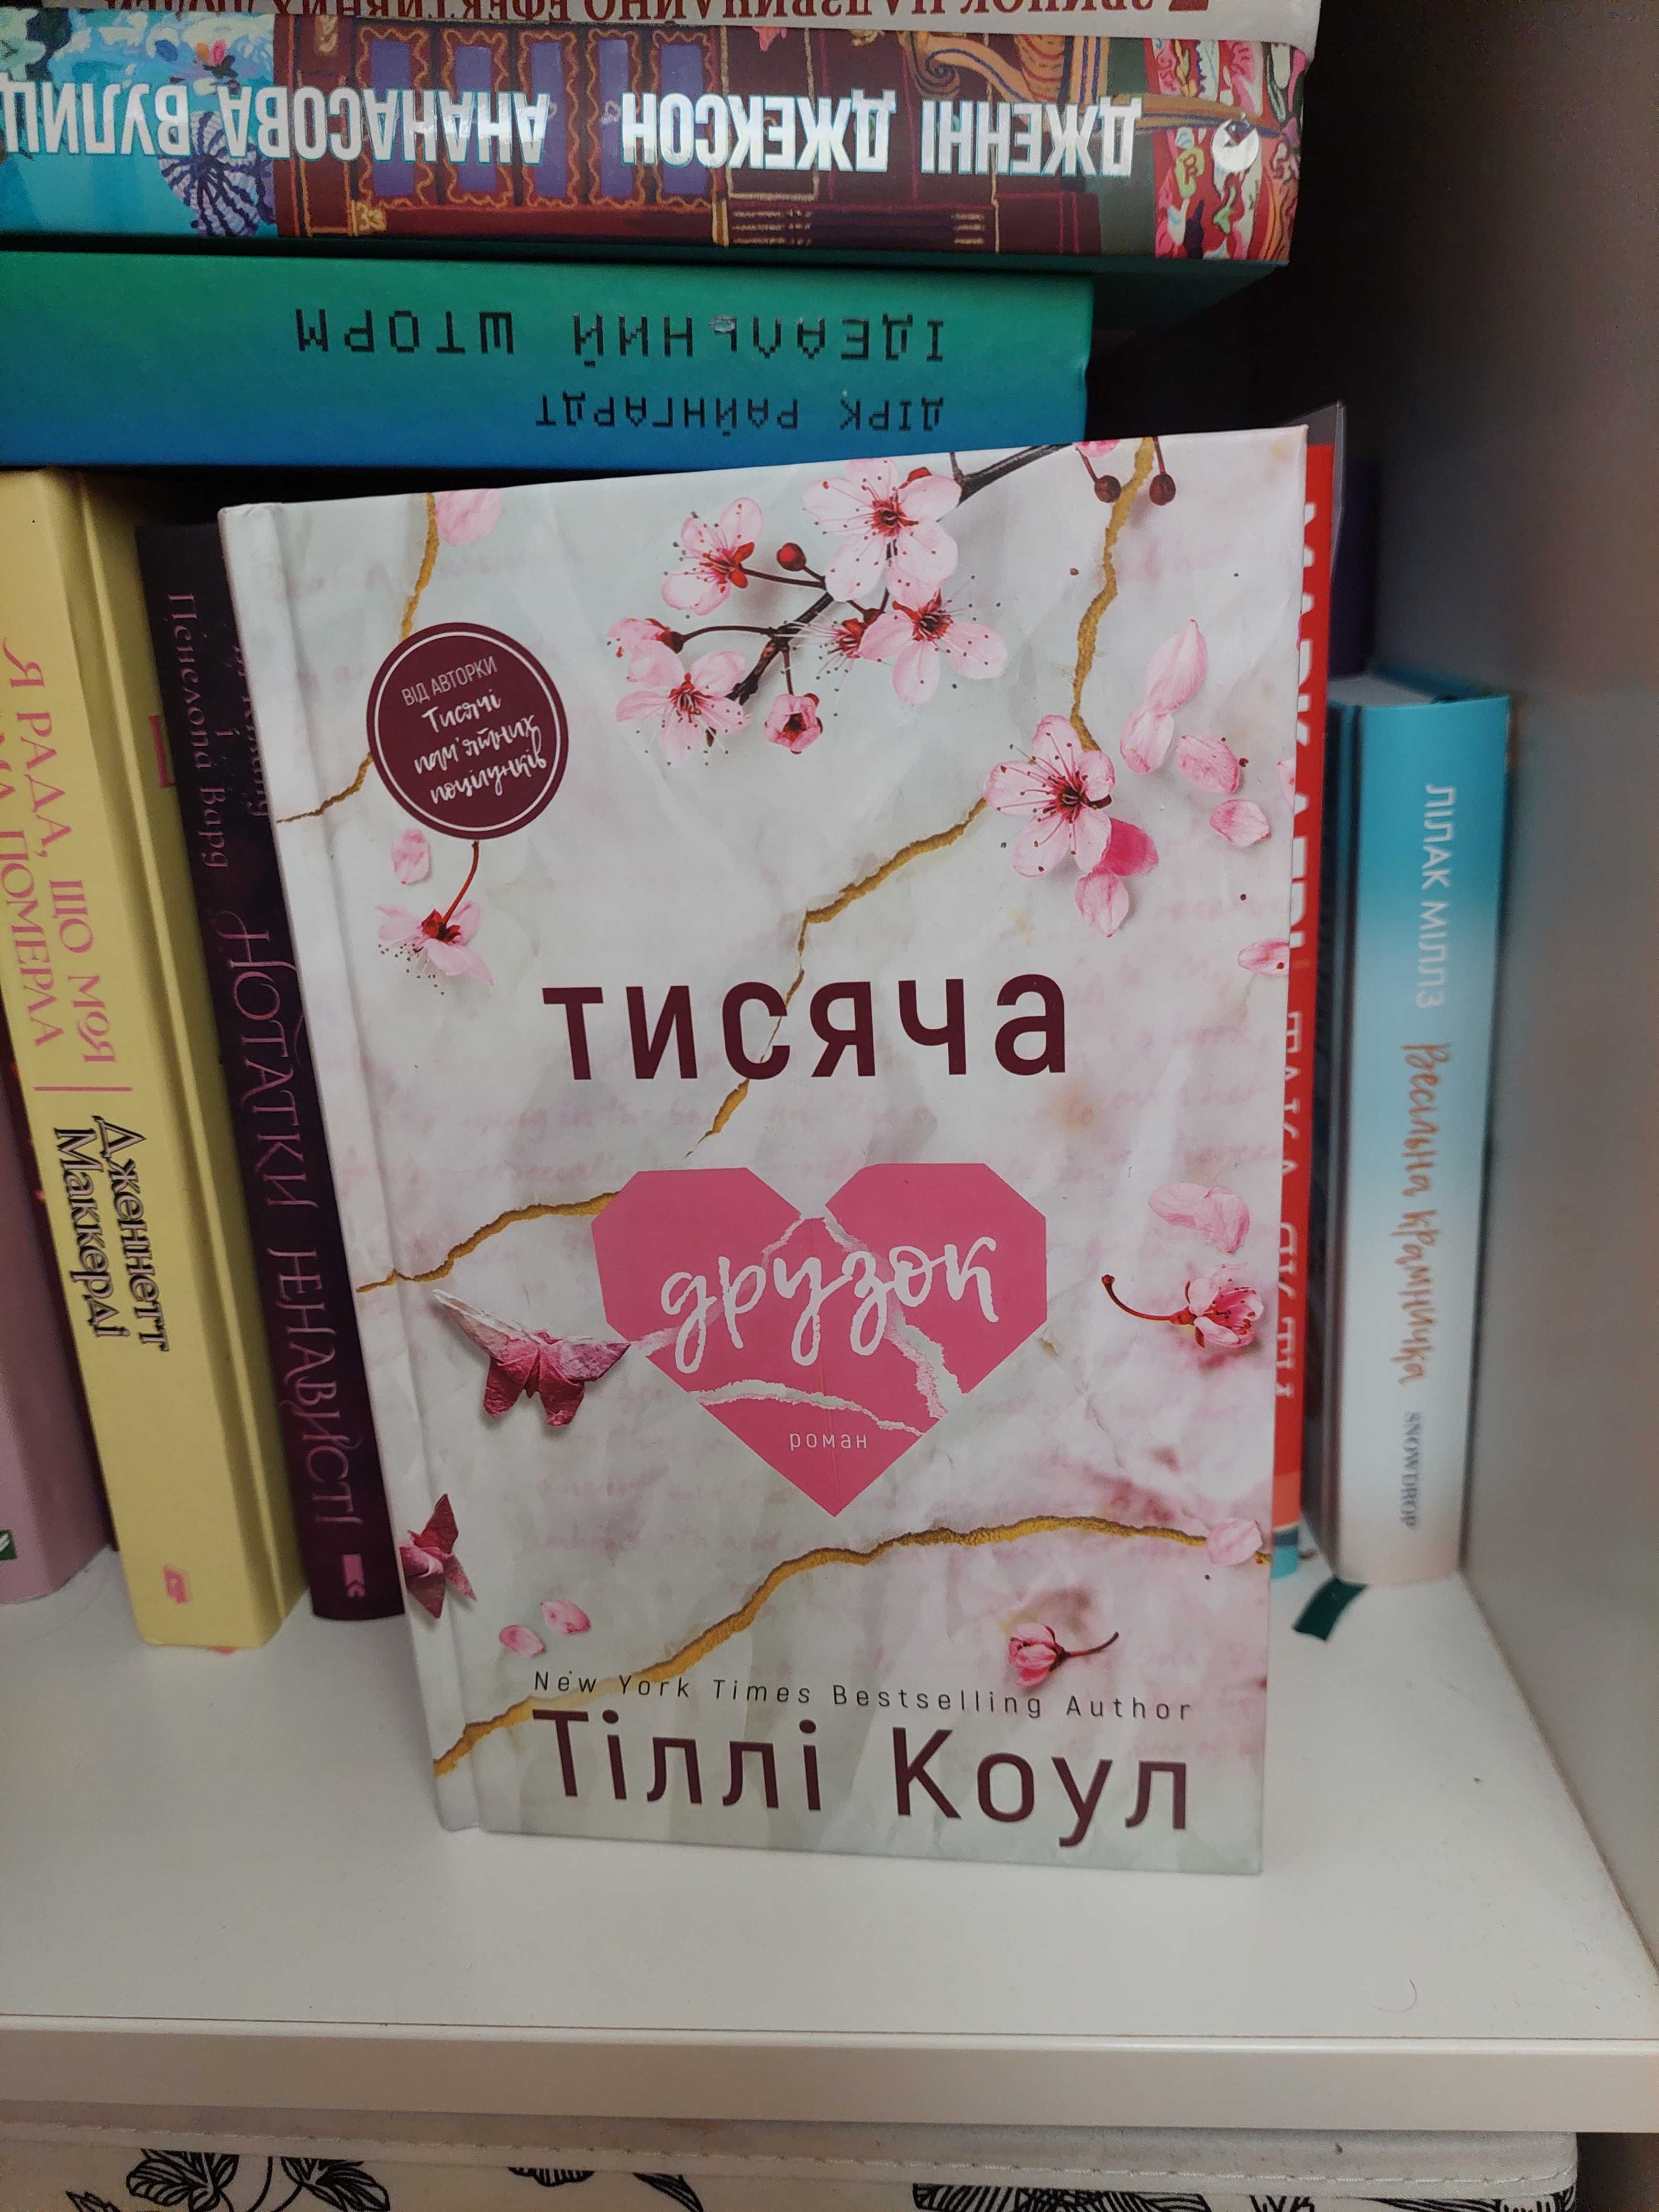 НАДЗВИЧАЙНО ЕФЕКТИВНИХ
ДЖЕННІ ДЖЕКСОН АНАНАСОВА
ІДЕАЛЬНИЙ ШТОРМ
ДІРК РАЙНГАРДТ
Я РАДА, ЩО МОЯ
МАМА ПОМЕРЛА
Дженнетт
Маккерді
Пенелопа Вард
НОТАТКИ НЕНАВИСТІ
ВІД АВТОРКИ
Тисячі
пам'ятних
поцілунків
тисяча
друзок
роман
New York Times Bestselling Author
Тіллі Коул
ЛІЛАК МІЛЛЗ Весільна крамничка SNOWDROP